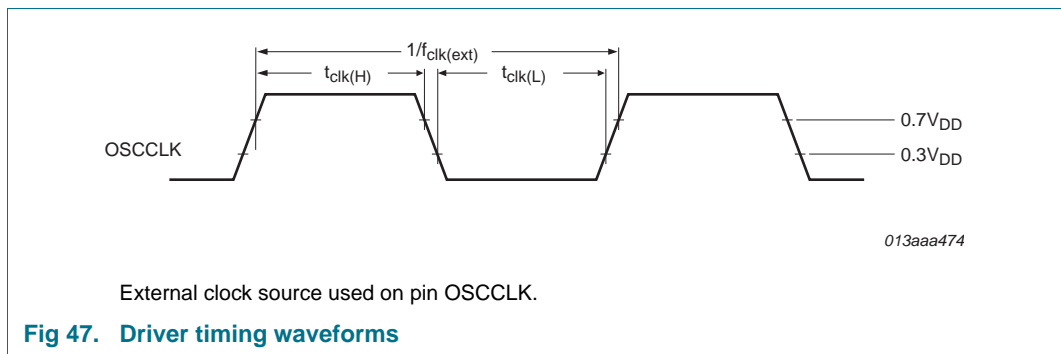 1/fclk(ext)
tclk(H)
tclk(L)
0.7VDD
OSCCLK
0.3VDD
013aaa474
External clock source used on pin OSCCLK.
Fig 47. Driver timing waveforms